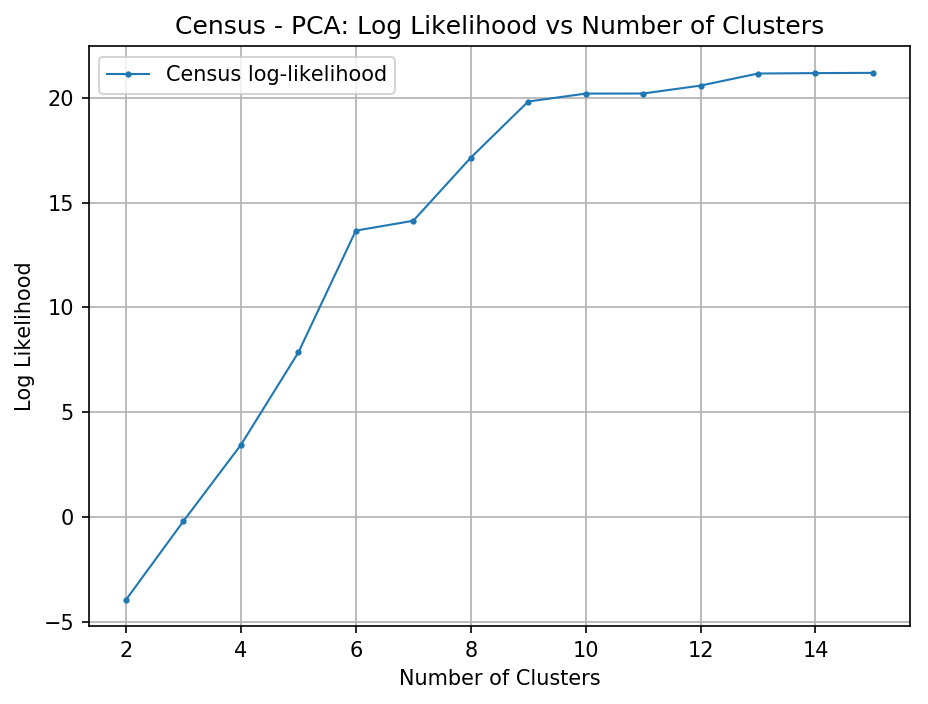 Census - PCA: Log Likelihood vs Number of Clusters
Census log-likelihood
20
15
10
5
0
−5
Log Likelihood
2 4 6 8 10 12 14
Number of Clusters